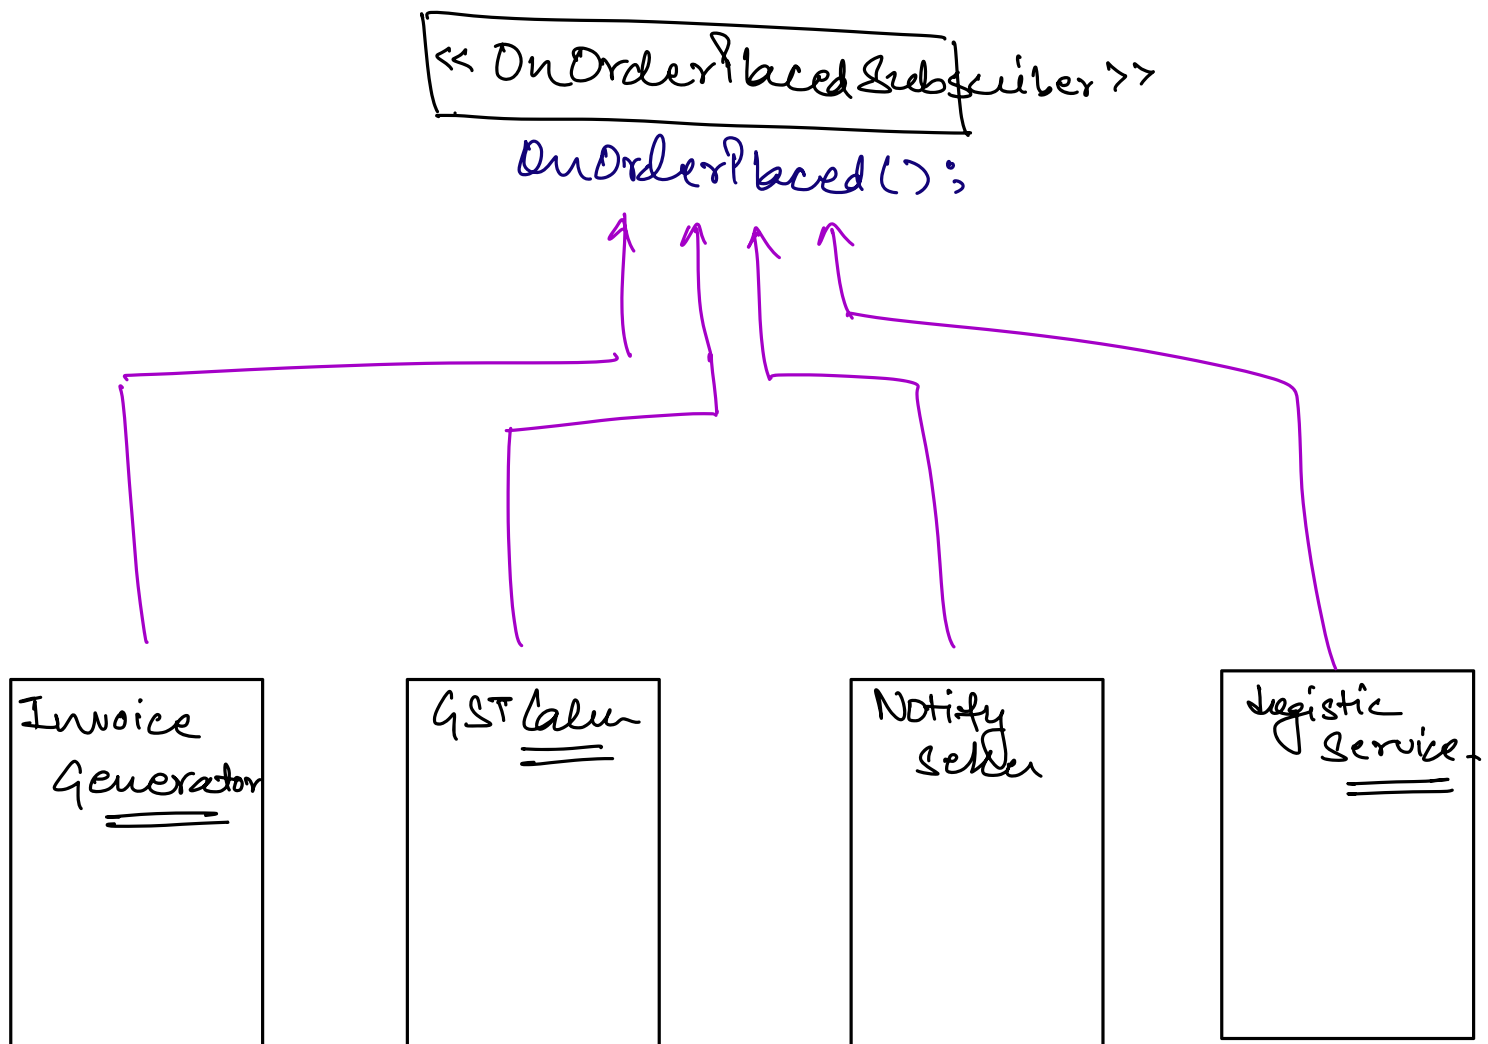 << OnOrderPlacedSubscriber >>
OnOrderPlaced();
Invoice
Generator
GST Calcu
Notify
Seller
Logistic
Service